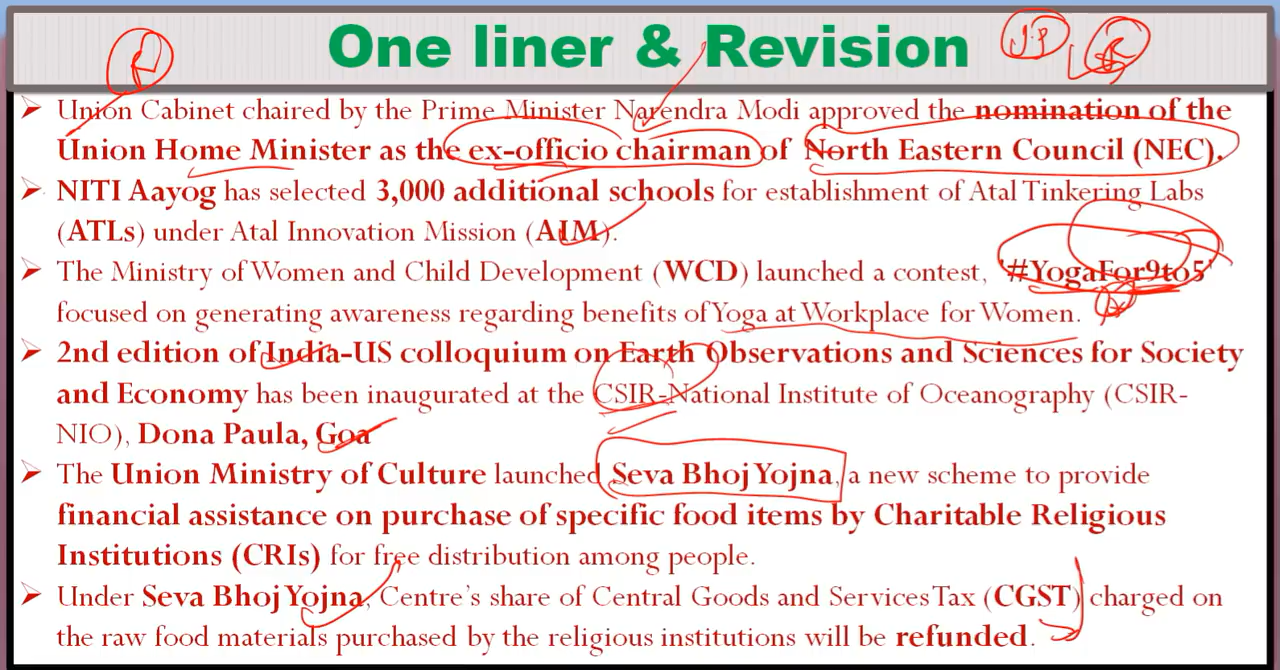 One liner & Revision
J.P
Union Cabinet chaired by the Prime Minister Narendra Modi approved the nomination of the
Union Home Minister as the ex-officio chairman of North Eastern Council (NEC).
NITI Aayog has selected 3,000 additional schools for establishment of Atal Tinkering Labs
(ATLs) under Atal Innovation Mission (AIM).
The Ministry of Women and Child Development (WCD) launched a contest, '#YogaFor9to5'
focused on generating awareness regarding benefits of Yoga at Workplace for Women.
2nd edition of India-US colloquium on Earth Observations and Sciences for Society
and Economy has been inaugurated at the CSIR-National Institute of Oceanography (CSIR-
NIO), Dona Paula, Goa
The Union Ministry of Culture launched Seva Bhoj Yojna, a new scheme to provide
financial assistance on purchase of specific food items by Charitable Religious
Institutions (CRIs) for free distribution among people.
Under Seva Bhoj Yojna, Centre's share of Central Goods and Services Tax (CGST) charged on
the raw food materials purchased by the religious institutions will be refunded.